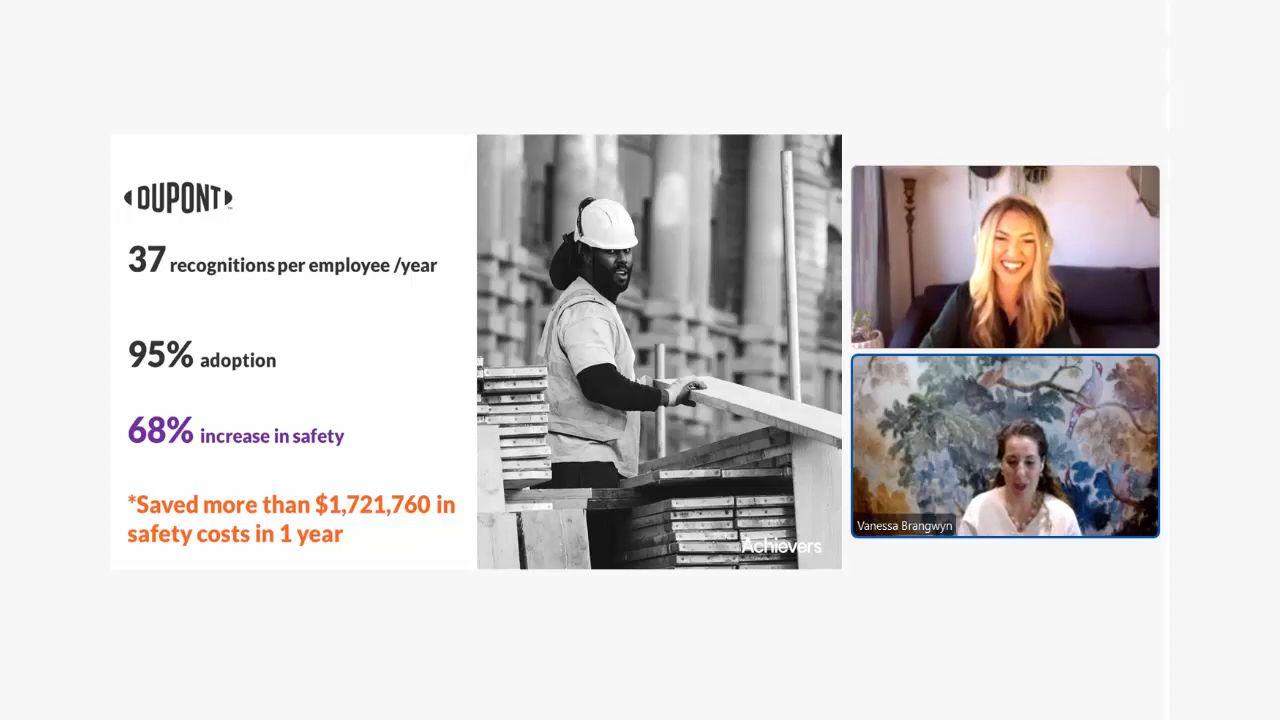 DUPONT
37 recognitions per employee /year
95% adoption
68% increase in safety
*Saved more than $1,721,760 in
safety costs in 1 year
Achievers
Vanessa Brangwyn